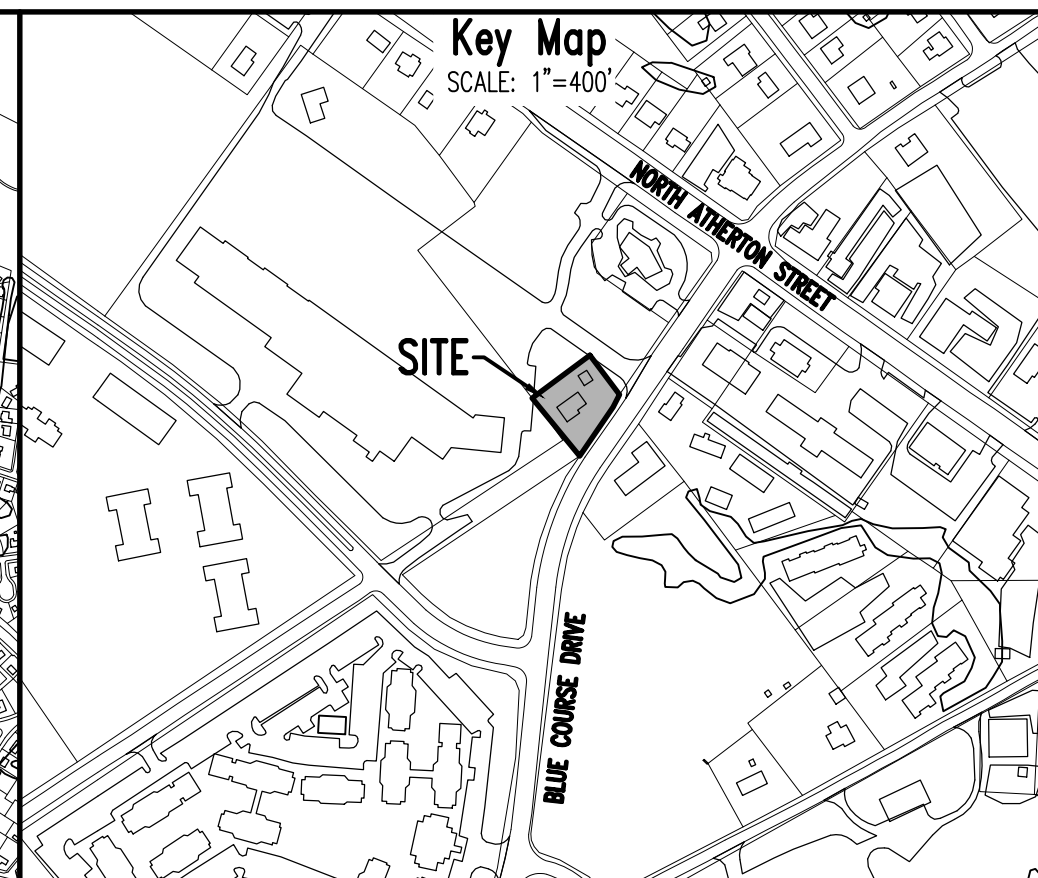 Key Map
SCALE: 1"=400'
NORTH ATHERTON STREET
SITE
BLUE COURSE DRIVE